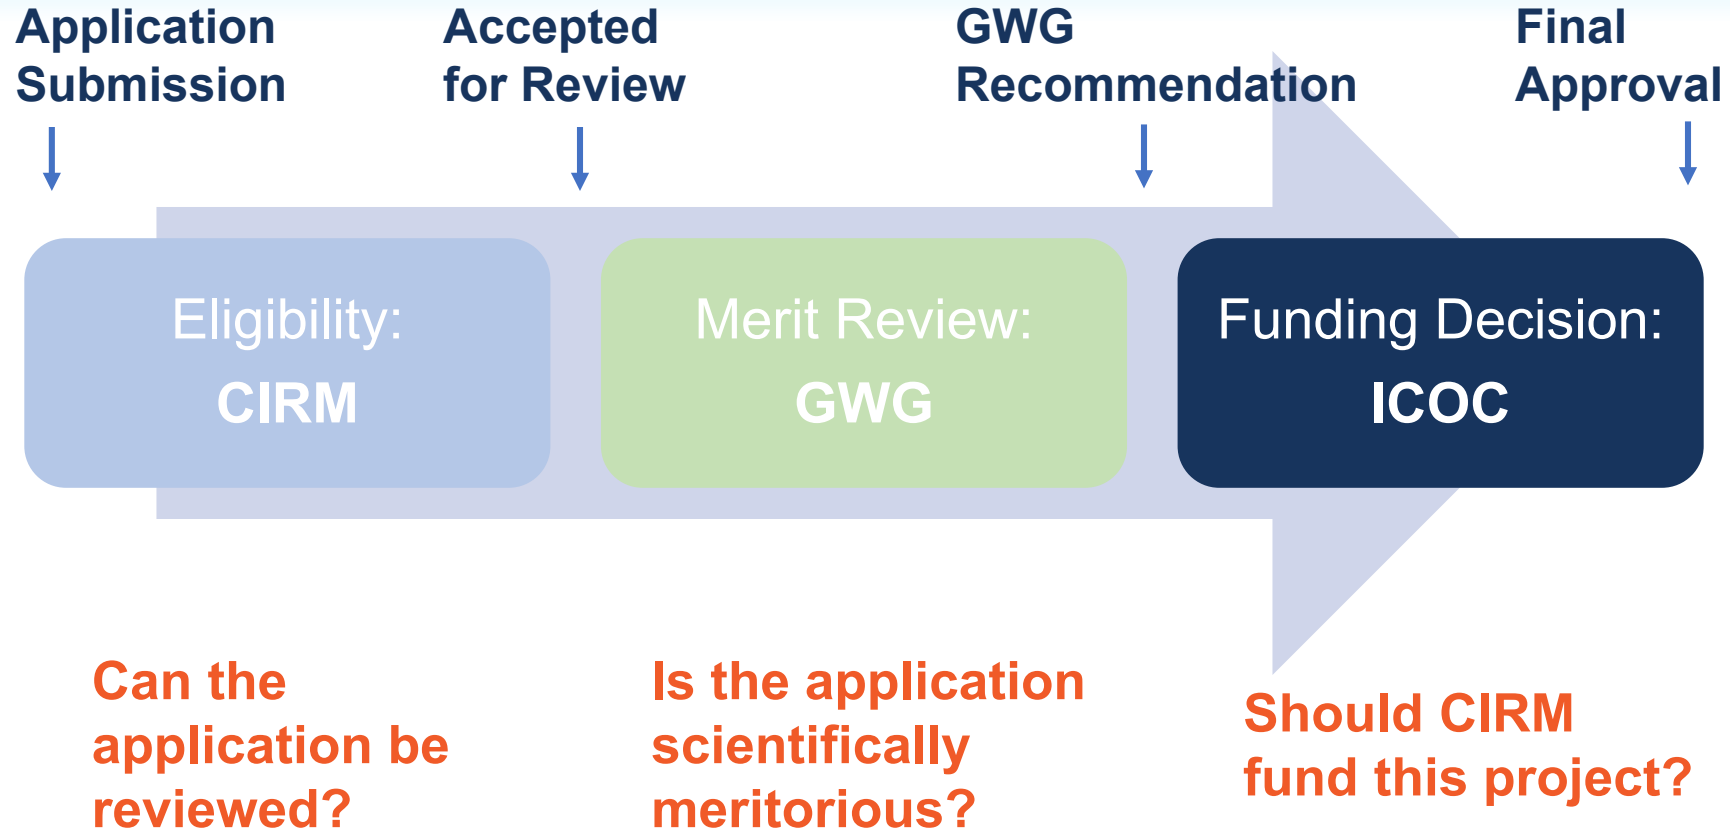 Application
Submission
Accepted
for Review
GWG
Recommendation
Final
Approval
Eligibility:
CIRM
Merit Review:
GWG
Funding Decision:
ICOC
Can the
application be
reviewed?
Is the application
scientifically
meritorious?
Should CIRM
fund this project?